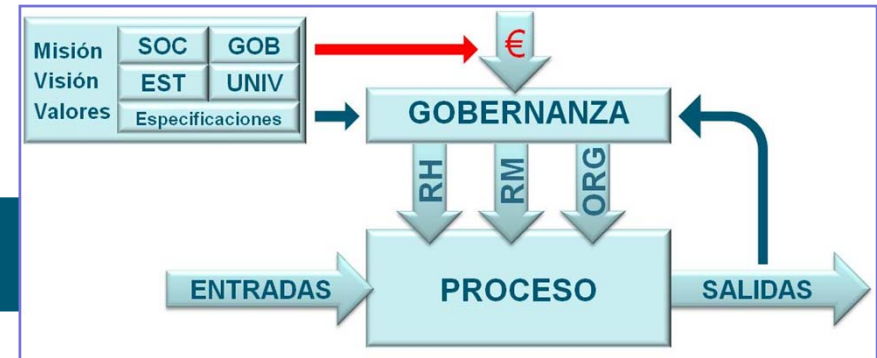 Misión
Visión
Valores
SOC GOB
EST UNIV
Especificaciones
€
GOBERNANZA
RH
RM
ORG
ENTRADAS
PROCESO
SALIDAS